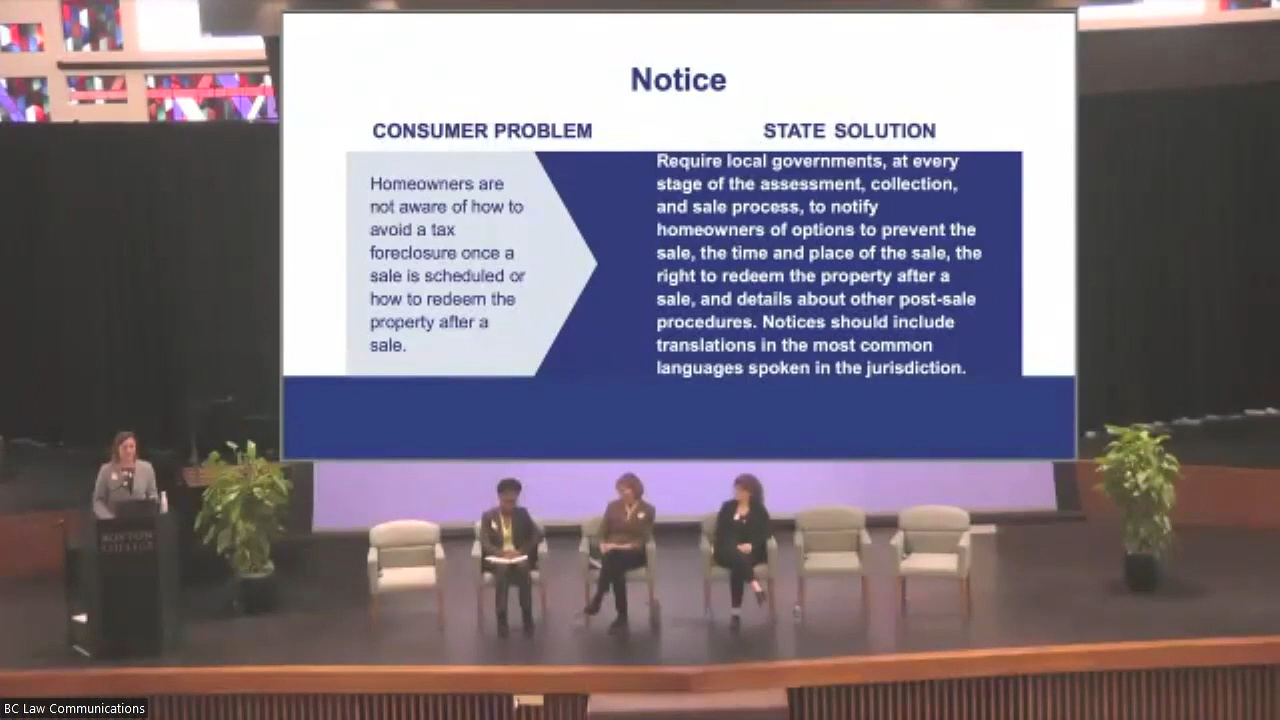 Notice
CONSUMER PROBLEM
STATE SOLUTION
Homeowners are
not aware of how to
avoid a tax
foreclosure once a
sale is scheduled or
how to redeem the
property after a
sale.
Require local governments, at every
stage of the assessment, collection,
and sale process, to notify
homeowners of options to prevent the
sale, the time and place of the sale, the
right to redeem the property after a
sale, and details about other post-sale
procedures. Notices should include
translations in the most common
languages spoken in the jurisdiction.
BOSTON
COLLEGE
BC Law Communications